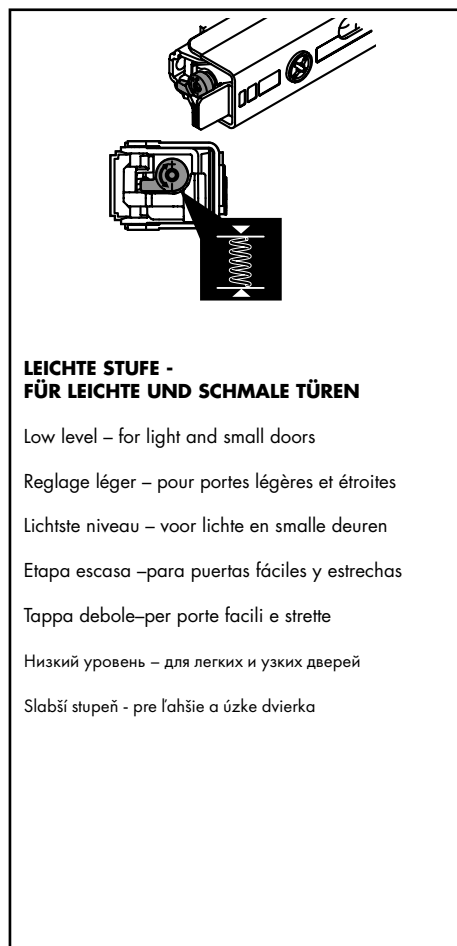 LEICHTE STUFE -
FÜR LEICHTE UND SCHMALE TÜREN
Low level – for light and small doors
Reglage léger – pour portes légères et étroites
Lichtste niveau – voor lichte en smalle deuren
Etapa escasa –para puertas fáciles y estrechas
Tappa debole–per porte facili e strette
Низкий уровень – для легких и узких дверей
Slabší stupeň - pre ľahšie a úzke dvierka